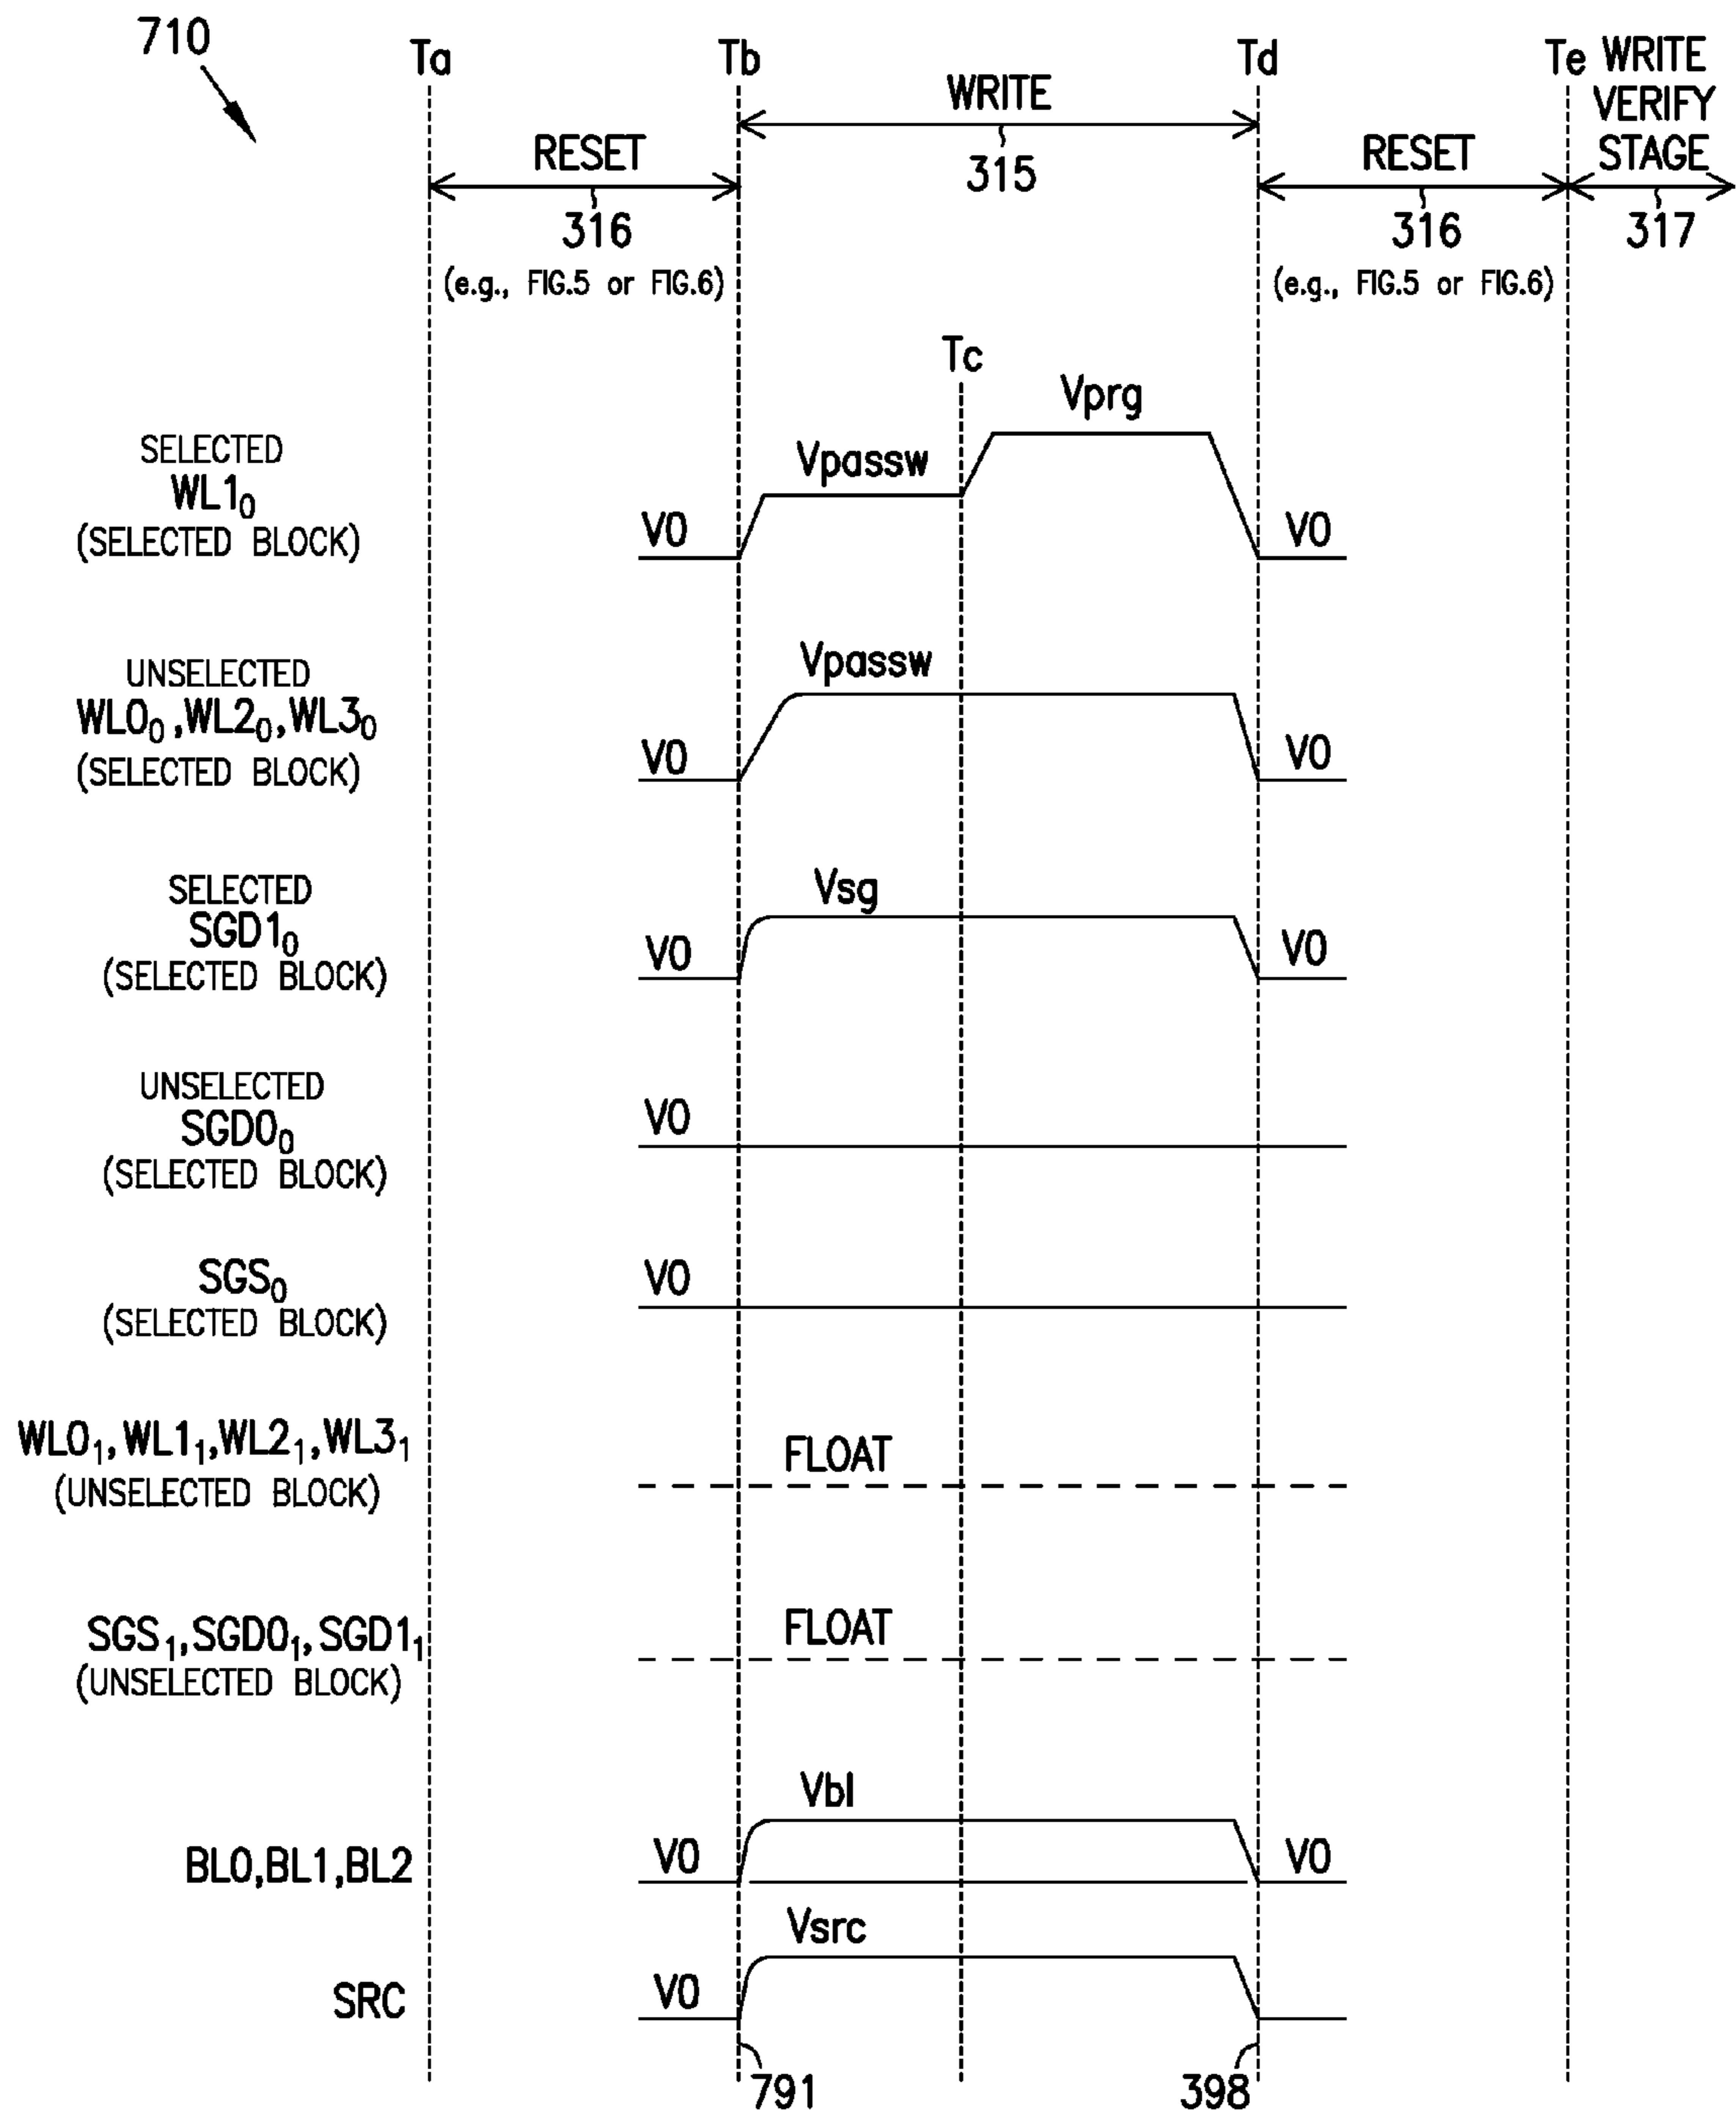 710
Ta
Tb
Td
Te
WRITE
VERIFY
STAGE
WRITE
315
RESET
316
(e.g., FIG.5 or FIG.6)
RESET
316
(e.g., FIG.5 or FIG.6)
317
Tc
SELECTED
WL1₀
(SELECTED BLOCK)
V0
Vpassw
Vprg
V0
UNSELECTED
WL0₀,WL2₀,WL3₀
(SELECTED BLOCK)
V0
Vpassw
V0
SELECTED
SGD1₀
(SELECTED BLOCK)
V0
Vsg
V0
UNSELECTED
SGD0₀
(SELECTED BLOCK)
V0
SGS₀
(SELECTED BLOCK)
V0
WL0₁,WL1₁,WL2₁,WL3₁
(UNSELECTED BLOCK)
FLOAT
SGS₁,SGD0₁,SGD1₁
(UNSELECTED BLOCK)
FLOAT
BL0,BL1,BL2
V0
Vbl
V0
SRC
V0
Vsrc
791
398